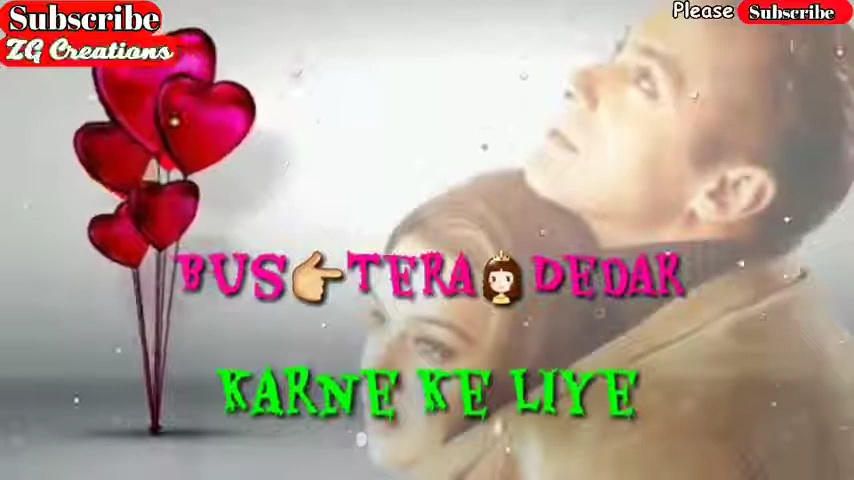 Subscribe
ZG Creations
Please Subscribe
BUS👉TERA👸DEDAR
KARNE KE LIYE